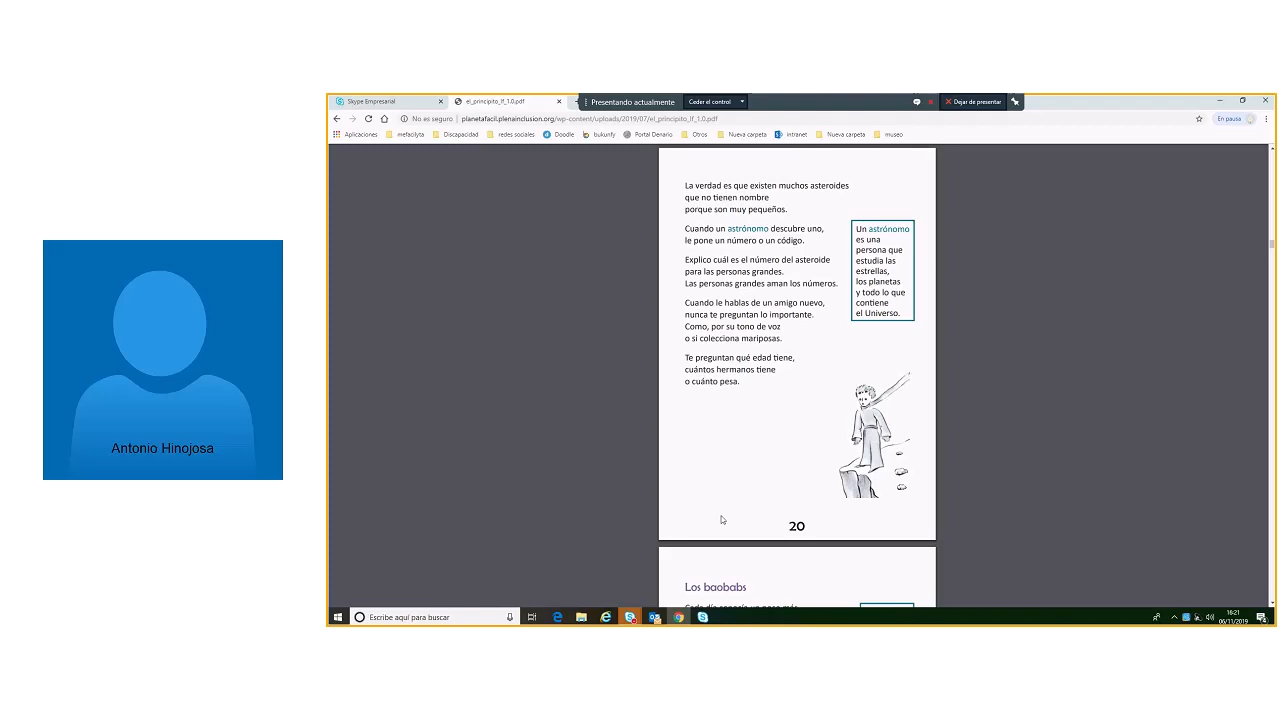 Skype Empresarial
el_principito_lf_1.0.pdf
Presentando actualmente
Ceder el control
Dejar de presentar
No es seguro
planetafacil.plenainclusion.org/wp-content/uploads/2019/07/el_principito_lf_1.0.pdf
En pausa
Aplicaciones
mefacilyta
Discapacidad
redes sociales
Doodle
bukunfy
Portal Denario
Otros
Nueva carpeta
intranet
Nueva carpeta
museo
La verdad es que existen muchos asteroides
que no tienen nombre
porque son muy pequeños.
Cuando un astrónomo descubre uno,
le pone un número o un código.
Explico cuál es el número del asteroide
para las personas grandes.
Las personas grandes aman los números.
Cuando le hablas de un amigo nuevo,
nunca te preguntan lo importante.
Como, por su tono de voz
o si colecciona mariposas.
Te preguntan qué edad tiene,
cuántos hermanos tiene
o cuánto pesa.
Un astrónomo
es una
persona que
estudia las
estrellas,
los planetas
y todo lo que
contiene
el Universo.
20
Los baobabs
Antonio Hinojosa
Escribe aquí para buscar
16:21
06/11/2019